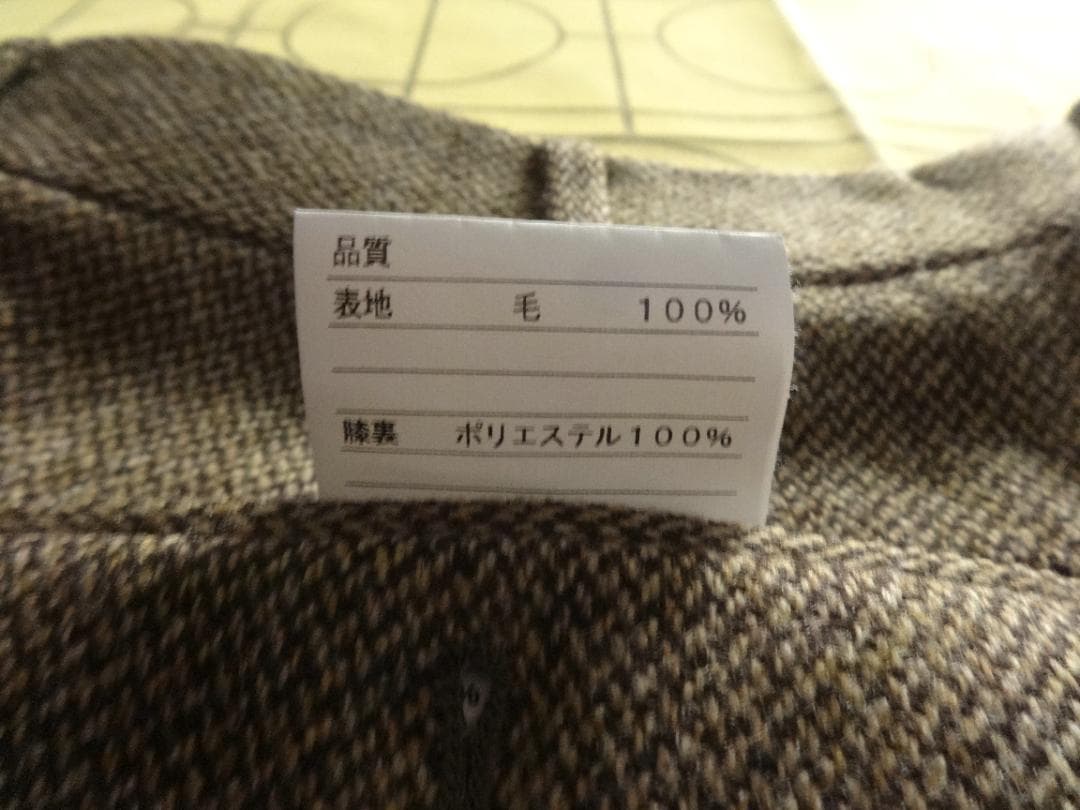 品質
表地 毛 100%
膝裏 ポリエステル100%